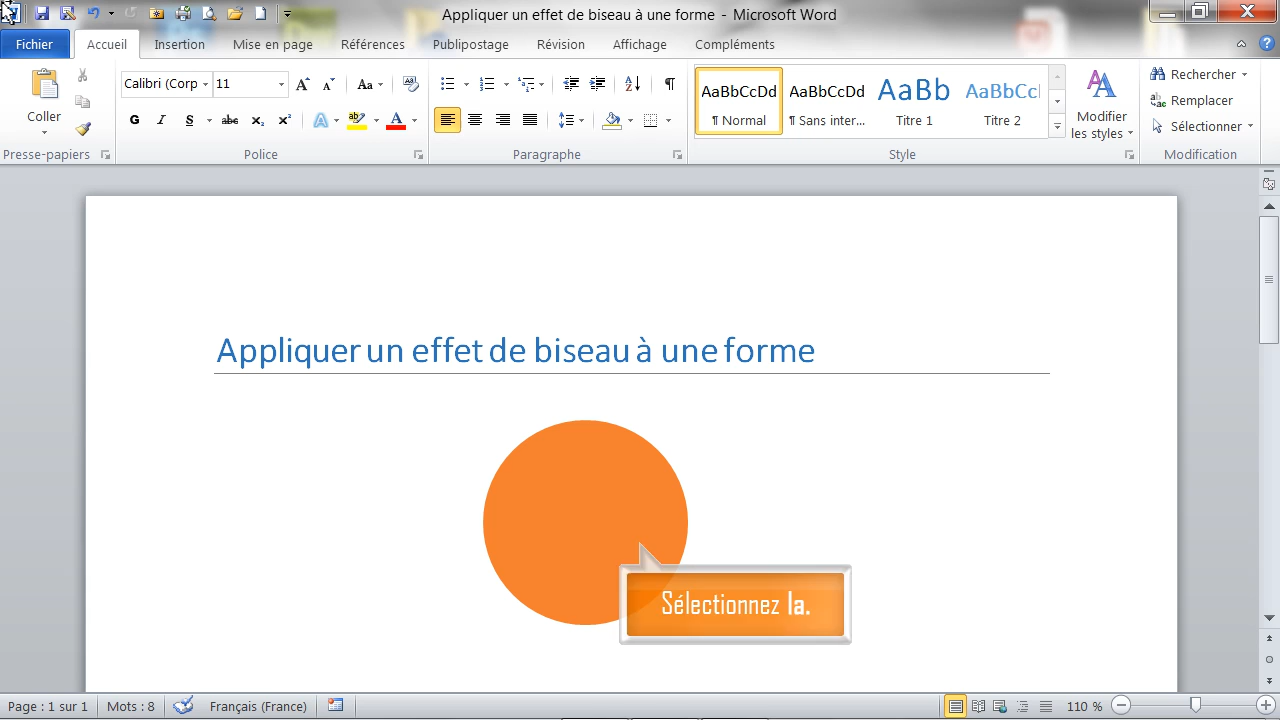 Appliquer un effet de biseau à une forme - Microsoft Word
Fichier Accueil Insertion Mise en page Références Publipostage Révision Affichage Compléments
Coller
Presse-papiers
Calibri (Corp 11
Aa
G I S abc x₂ x²
A ab A
Police
Paragraphe
AaBbCcDd AaBbCcDd AaBb AaBbCcl
¶ Normal ¶ Sans inter... Titre 1 Titre 2
Modifier
les styles
Style
Rechercher
Remplacer
Sélectionner
Modification
Appliquer un effet de biseau à une forme
Sélectionnez la.
Page : 1 sur 1 Mots : 8 Français (France) 110 %